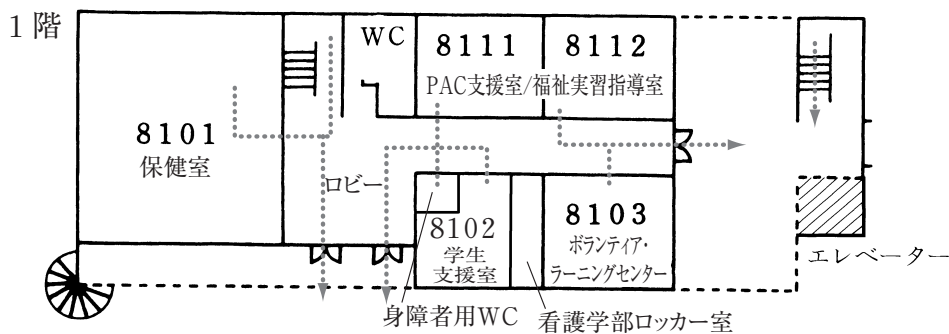 1階
WC
8111
8112
PAC支援室/福祉実習指導室
8101
保健室
ロビー
8102
学生
支援室
8103
ボランティア・
ラーニングセンター
エレベーター
身障者用WC
看護学部ロッカー室